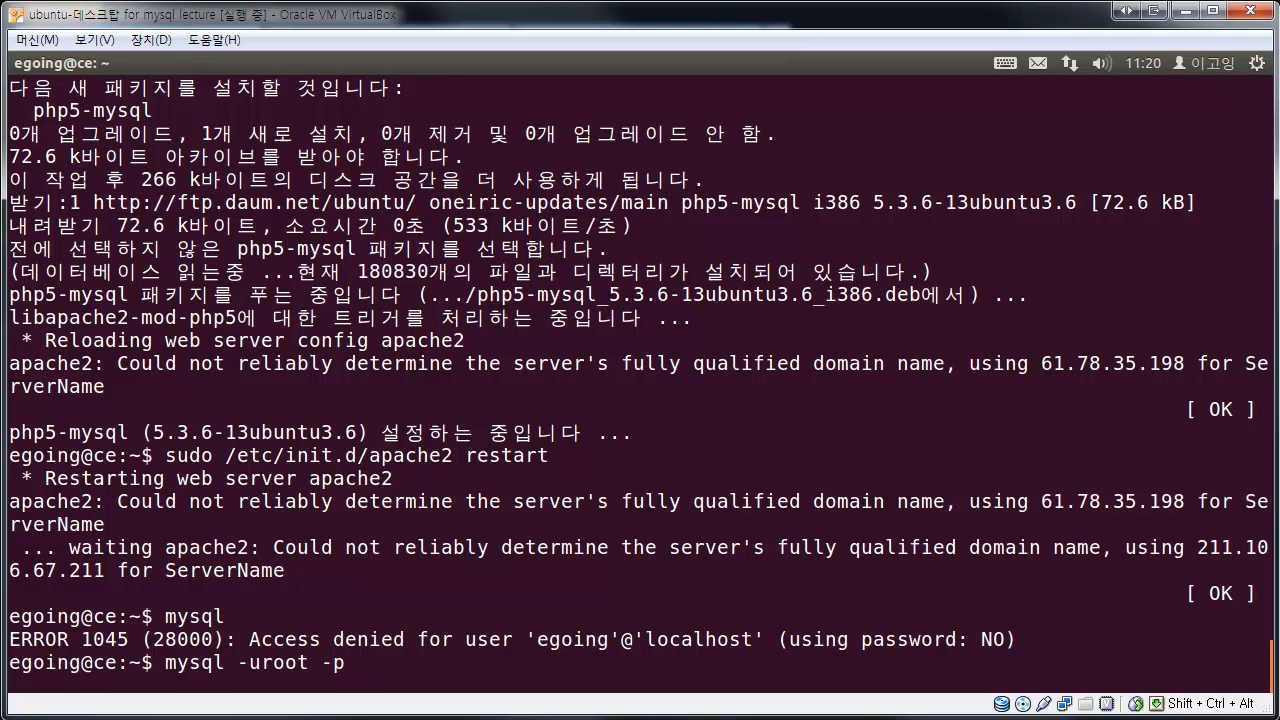 ubuntu-데스크탑 for mysql lecture [실행 중] - Oracle VM VirtualBox
머신(M) 보기(V) 장치(D) 도움말(H)
egoing@ce: ~ 11:20 이고잉
다음 새 패키지를 설치할 것입니다:
php5-mysql
0개 업그레이드, 1개 새로 설치, 0개 제거 및 0개 업그레이드 안 함.
72.6 k바이트 아카이브를 받아야 합니다.
이 작업 후 266 k바이트의 디스크 공간을 더 사용하게 됩니다.
받기:1 http://ftp.daum.net/ubuntu/ oneiric-updates/main php5-mysql i386 5.3.6-13ubuntu3.6 [72.6 kB]
내려받기 72.6 k바이트, 소요시간 0초 (533 k바이트/초)
전에 선택하지 않은 php5-mysql 패키지를 선택합니다.
(데이터베이스 읽는중 ...현재 180830개의 파일과 디렉터리가 설치되어 있습니다.)
php5-mysql 패키지를 푸는 중입니다 (.../php5-mysql_5.3.6-13ubuntu3.6_i386.deb에서) ...
libapache2-mod-php5에 대한 트리거를 처리하는 중입니다 ...
* Reloading web server config apache2
apache2: Could not reliably determine the server's fully qualified domain name, using 61.78.35.198 for Se
rverName
[ OK ]
php5-mysql (5.3.6-13ubuntu3.6) 설정하는 중입니다 ...
egoing@ce:~$ sudo /etc/init.d/apache2 restart
* Restarting web server apache2
apache2: Could not reliably determine the server's fully qualified domain name, using 61.78.35.198 for Se
rverName
... waiting apache2: Could not reliably determine the server's fully qualified domain name, using 211.10
6.67.211 for ServerName
[ OK ]
egoing@ce:~$ mysql
ERROR 1045 (28000): Access denied for user 'egoing'@'localhost' (using password: NO)
egoing@ce:~$ mysql -uroot -p
Shift + Ctrl + Alt